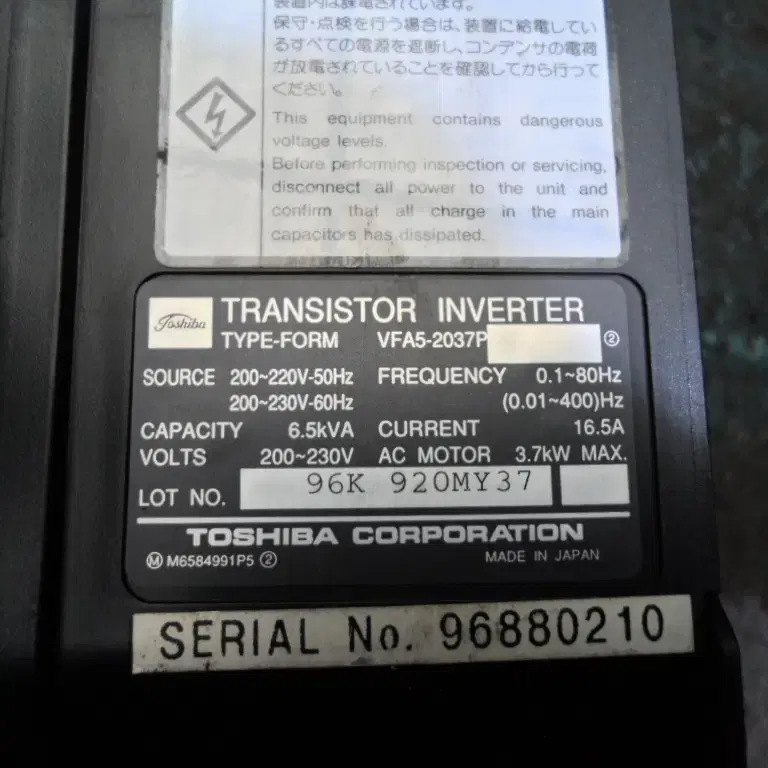 装置内は課電されています。
保守・点検を行う場合は、装置に給電してい
るすべての電源を遮断し、コンデンサの電荷
が放電されていることを確認してから行って
ください。
This equipment contains dangerous
voltage levels.
Before performing inspection or servicing,
disconnect all power to the unit and
confirm that all charge in the main
capacitors has dissipated.
Toshiba TRANSISTOR INVERTER
TYPE-FORM VFA5-2037P ②
SOURCE 200~220V-50Hz FREQUENCY 0.1~80Hz
200~230V-60Hz (0.01~400)Hz
CAPACITY 6.5kVA CURRENT 16.5A
VOLTS 200~230V AC MOTOR 3.7kW MAX.
LOT NO. 96K 920MY37
TOSHIBA CORPORATION
Ⓜ M6584991P5 ② MADE IN JAPAN
SERIAL No. 96880210